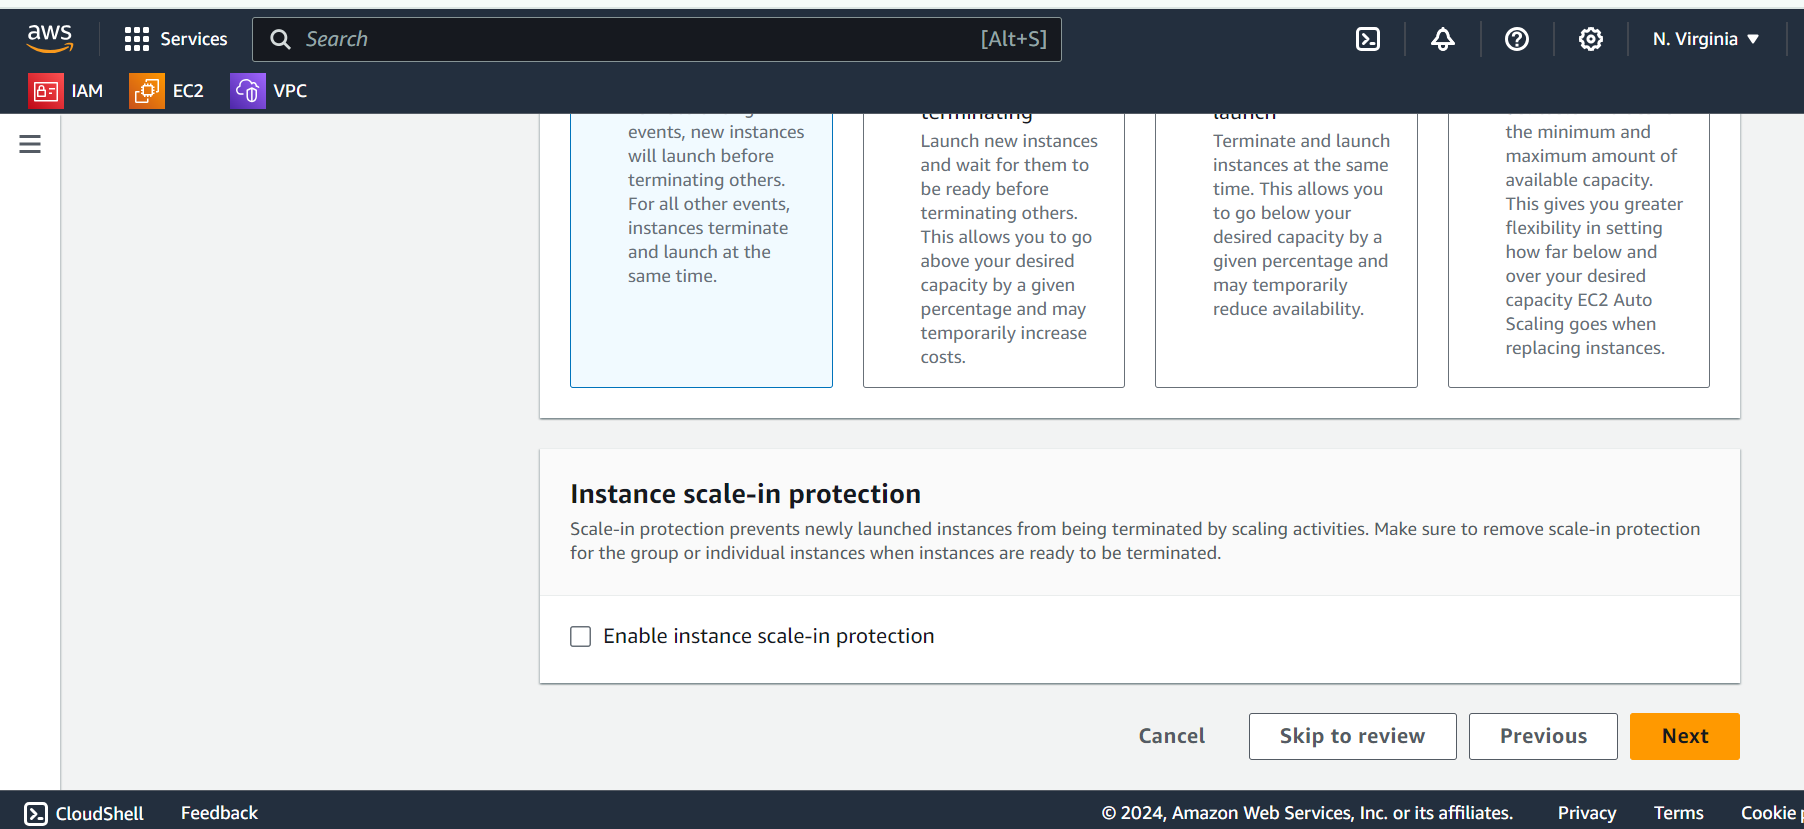 aws
Services
Search
[Alt+S]
N. Virginia
IAM
EC2
VPC
events, new instances
will launch before
terminating others.
For all other events,
instances terminate
and launch at the
same time.
terminating
Launch new instances
and wait for them to
be ready before
terminating others.
This allows you to go
above your desired
capacity by a given
percentage and may
temporarily increase
costs.
launch
Terminate and launch
instances at the same
time. This allows you
to go below your
desired capacity by a
given percentage and
may temporarily
reduce availability.
the minimum and
maximum amount of
available capacity.
This gives you greater
flexibility in setting
how far below and
over your desired
capacity EC2 Auto
Scaling goes when
replacing instances.
Instance scale-in protection
Scale-in protection prevents newly launched instances from being terminated by scaling activities. Make sure to remove scale-in protection
for the group or individual instances when instances are ready to be terminated.
Enable instance scale-in protection
Cancel
Skip to review
Previous
Next
CloudShell
Feedback
© 2024, Amazon Web Services, Inc. or its affiliates.
Privacy
Terms
Cookie